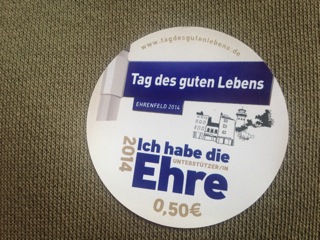 www.tagdesgutenlebens.de
Tag des guten Lebens
EHRENFELD 2014
2014
Ich habe die
UNTERSTÜTZER/IN
Ehre
0,50€